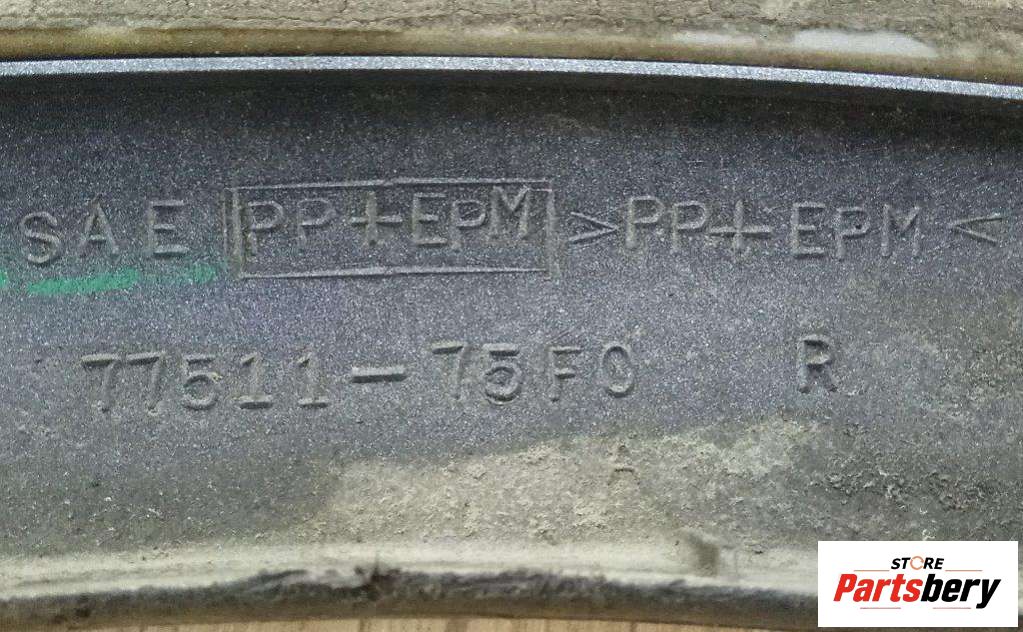 SAE PP+EPM >PP+EPM<
77511-75F0 R
STORE
Partsbery